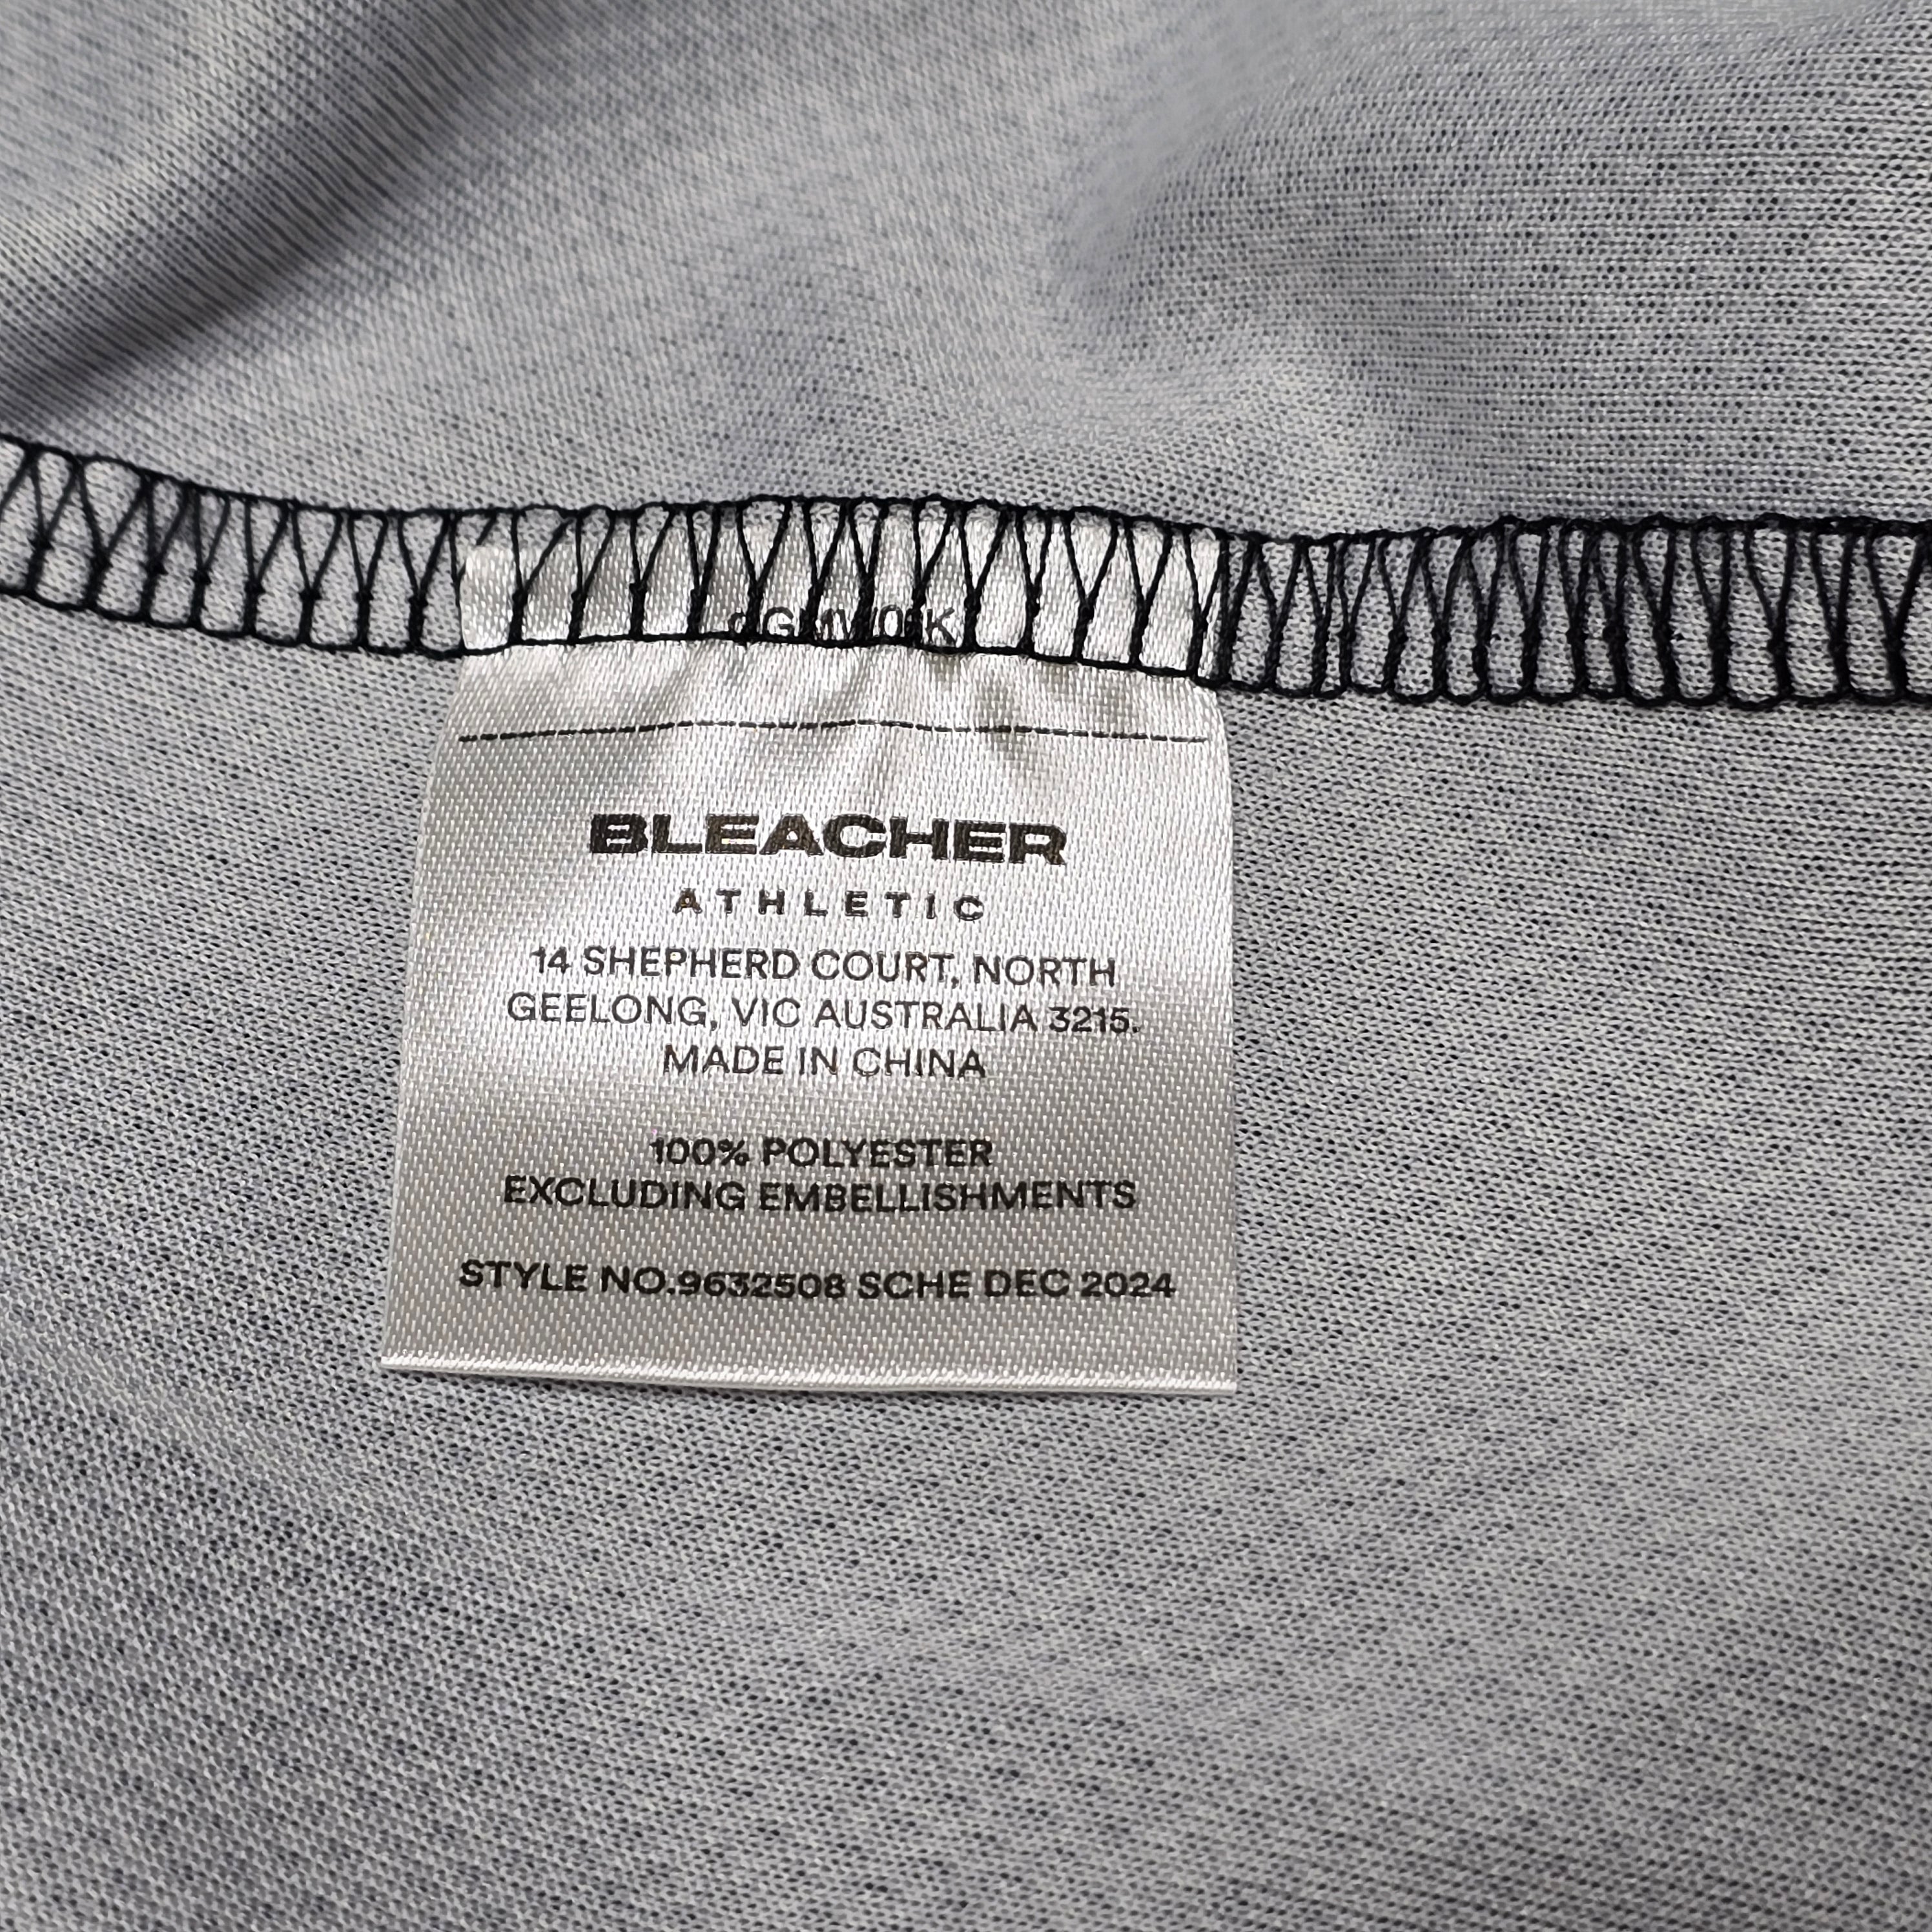 BLEACHER
ATHLETIC
14 SHEPHERD COURT, NORTH
GEELONG, VIC AUSTRALIA 3215.
MADE IN CHINA
100% POLYESTER
EXCLUDING EMBELLISHMENTS
STYLE NO.9632508 SCHE DEC 2024